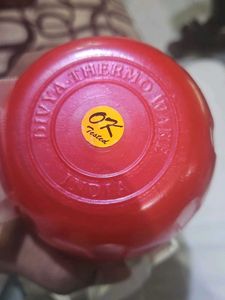 DIVYA THERMO WARE
OK
Tested
INDIA